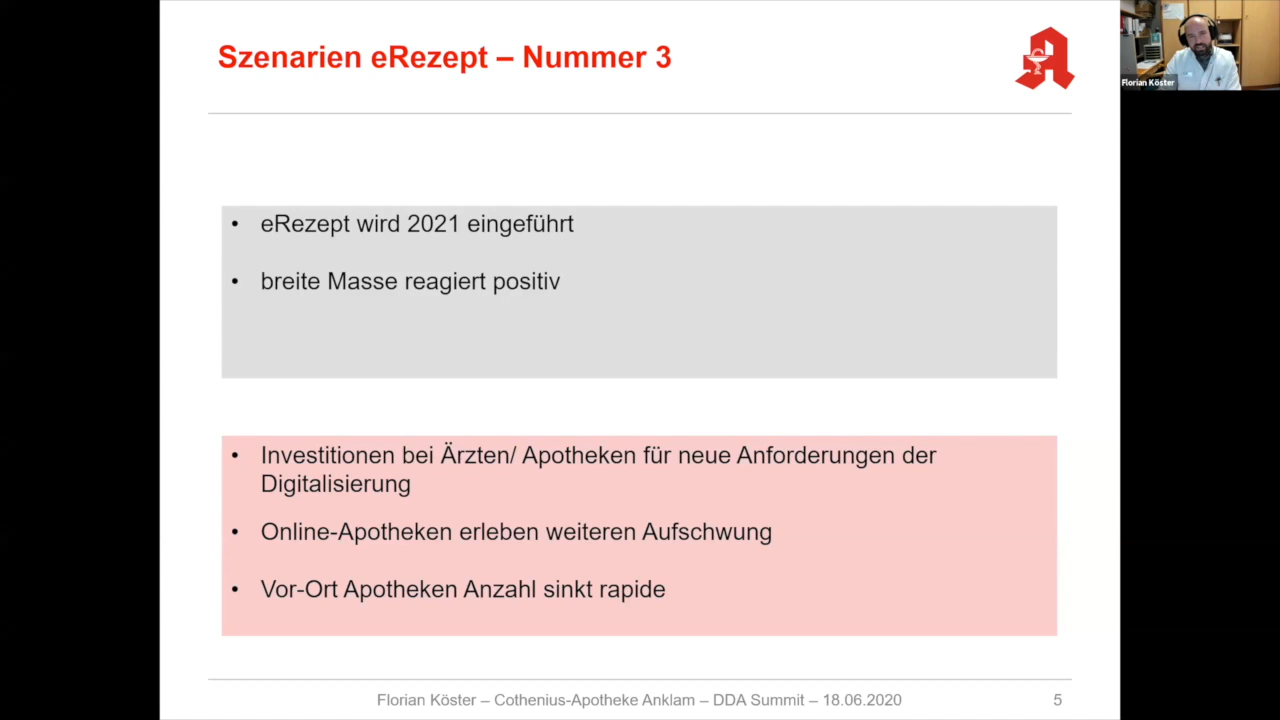 Szenarien eRezept – Nummer 3
Florian Köster
• eRezept wird 2021 eingeführt
• breite Masse reagiert positiv
• Investitionen bei Ärzten/ Apotheken für neue Anforderungen der
Digitalisierung
• Online-Apotheken erleben weiteren Aufschwung
• Vor-Ort Apotheken Anzahl sinkt rapide
Florian Köster – Cothenius-Apotheke Anklam – DDA Summit – 18.06.2020 5